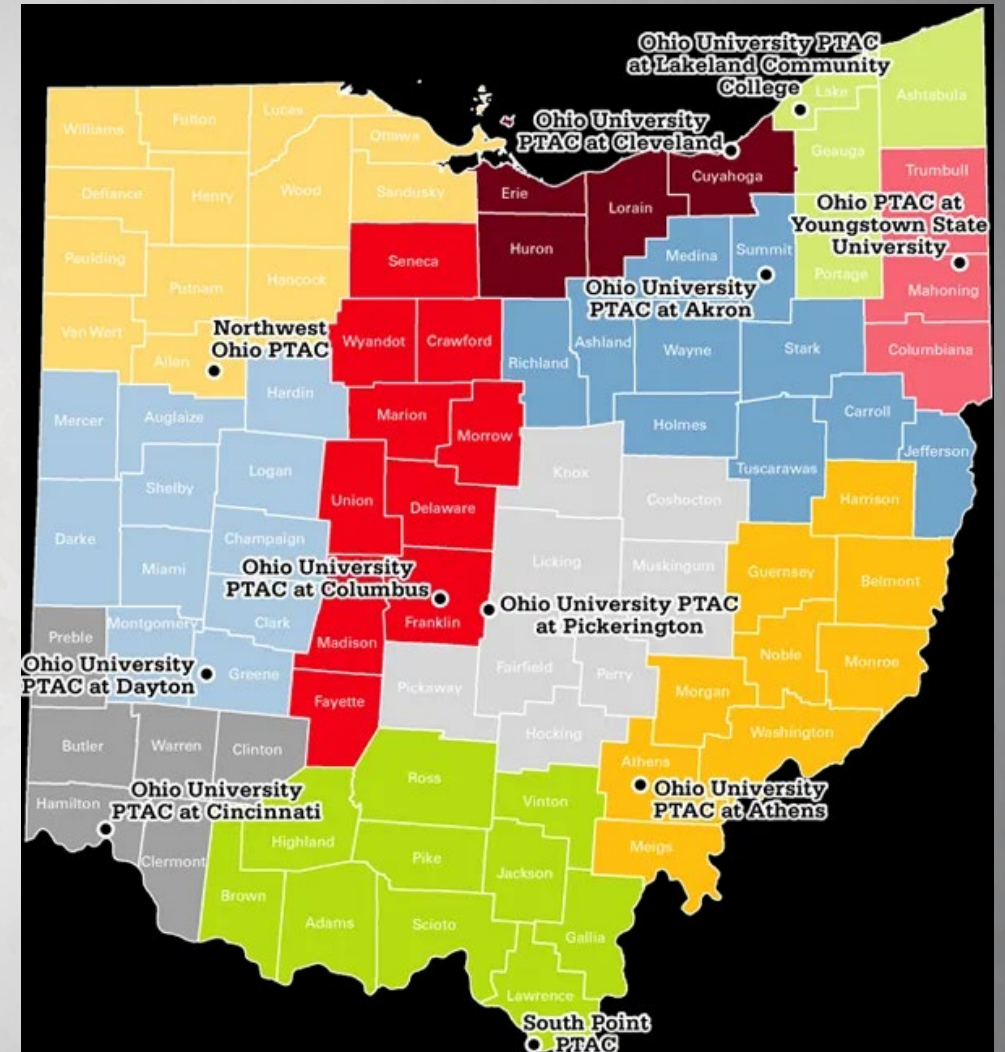 Ohio University PTAC
at Lakeland Community
College
Lake
Ashtabula
Williams
Fulton
Lucas
Ottawa
Ohio University
PTAC at Cleveland
Geauga
Cuyahoga
Trumbull
Defiance
Henry
Wood
Sandusky
Erie
Lorain
Ohio PTAC at
Youngstown State
University
Paulding
Putnam
Hancock
Seneca
Huron
Medina
Summit
Portage
Mahoning
Ohio University
PTAC at Akron
Van Wert
Allen
Northwest
Ohio PTAC
Wyandot
Crawford
Richland
Ashland
Wayne
Stark
Columbiana
Mercer
Auglaize
Hardin
Marion
Morrow
Holmes
Carroll
Jefferson
Tuscarawas
Shelby
Logan
Union
Delaware
Knox
Coshocton
Harrison
Darke
Miami
Champaign
Licking
Muskingum
Guernsey
Belmont
Ohio University
PTAC at Columbus
Franklin
Ohio University PTAC
at Pickerington
Preble
Montgomery
Clark
Madison
Ohio University
PTAC at Dayton
Greene
Fayette
Pickaway
Fairfield
Perry
Noble
Monroe
Morgan
Washington
Butler
Warren
Clinton
Hocking
Athens
Ohio University
PTAC at Athens
Hamilton
Ohio University
PTAC at Cincinnati
Ross
Vinton
Clermont
Highland
Pike
Jackson
Meigs
Brown
Adams
Scioto
Gallia
Lawrence
South Point
PTAC